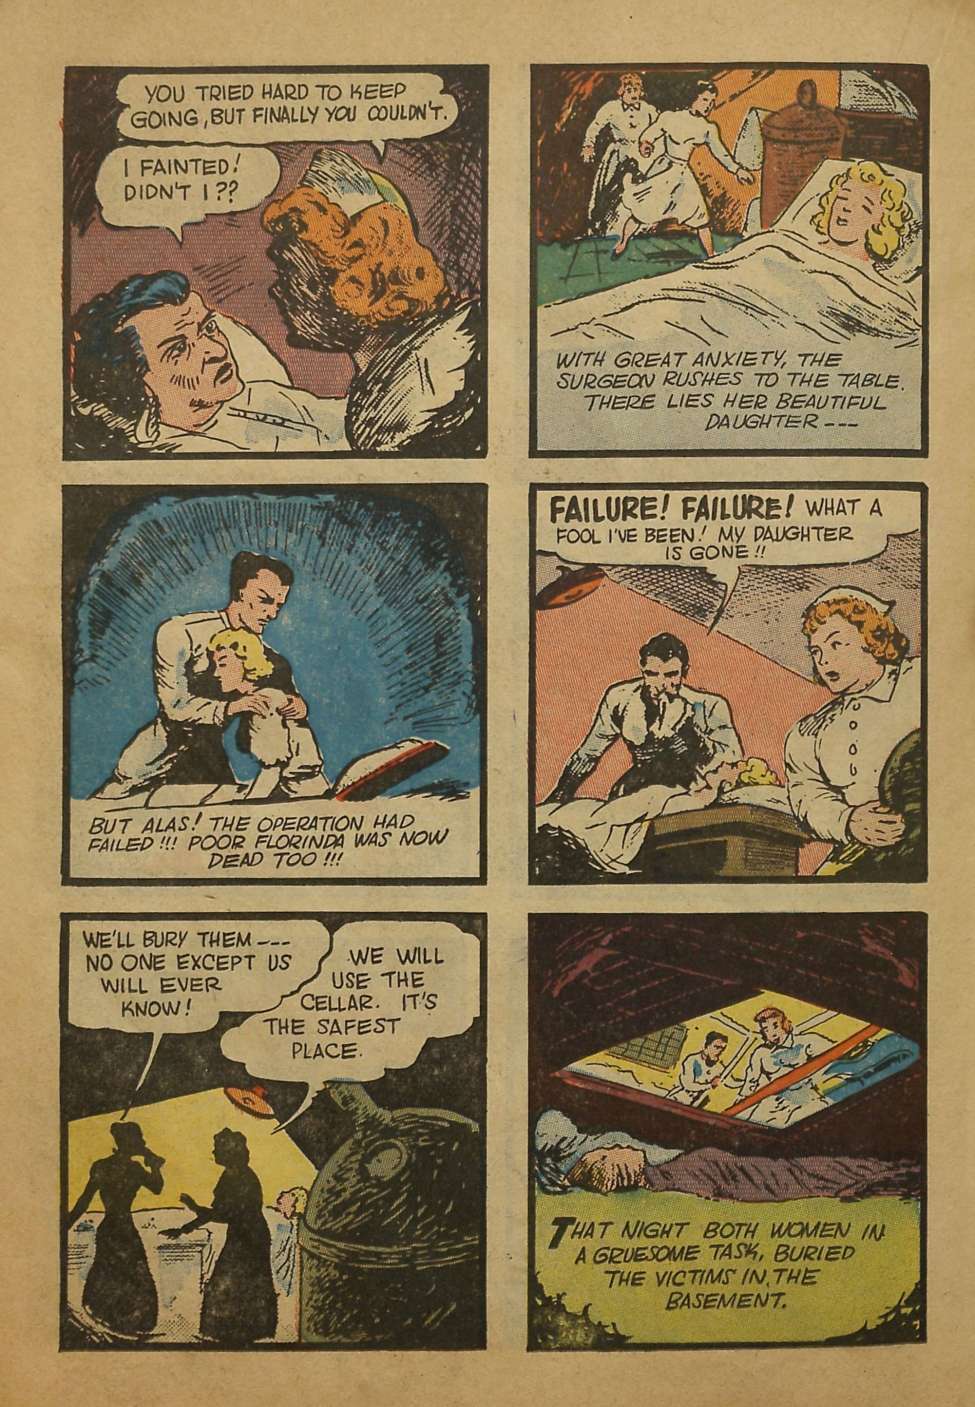 YOU TRIED HARD TO KEEP
GOING, BUT FINALLY YOU COULDN'T.
I FAINTED!
DIDN'T I??
WITH GREAT ANXIETY, THE
SURGEON RUSHES TO THE TABLE.
THERE LIES HER BEAUTIFUL
DAUGHTER ---
BUT ALAS! THE OPERATION HAD
FAILED!!! POOR FLORINDA WAS NOW
DEAD TOO!!!
FAILURE! FAILURE! WHAT A
FOOL I'VE BEEN! MY DAUGHTER
IS GONE!!
WE'LL BURY THEM ---
NO ONE EXCEPT US
WILL EVER
KNOW!
WE WILL
USE THE
CELLAR. IT'S
THE SAFEST
PLACE.
THAT NIGHT BOTH WOMEN IN
A GRUESOME TASK, BURIED
THE VICTIMS IN THE
BASEMENT.